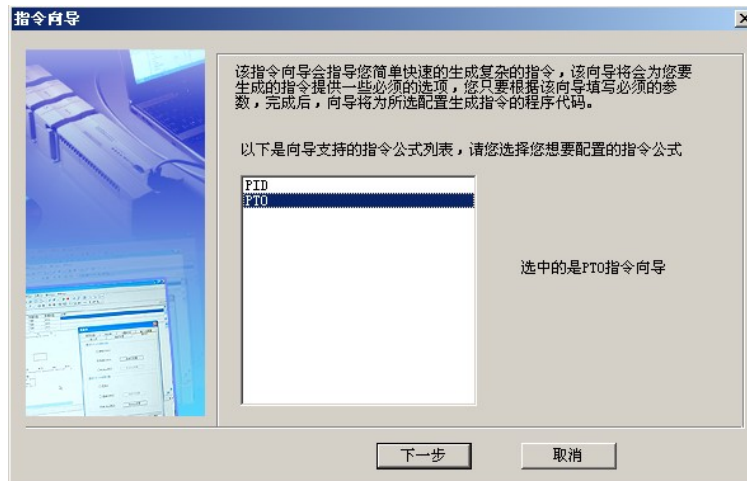 指令向导
该指令向导会指导您简单快速的生成复杂的指令，该向导将会为您要
生成的指令提供一些必须的选项，您只要根据该向导填写必须的参
数，完成后，向导将为所选配置生成指令的程序代码。
以下是向导支持的指令公式列表，请您选择您想要配置的指令公式
PID
PTO
选中的是PTO指令向导
下一步
取消